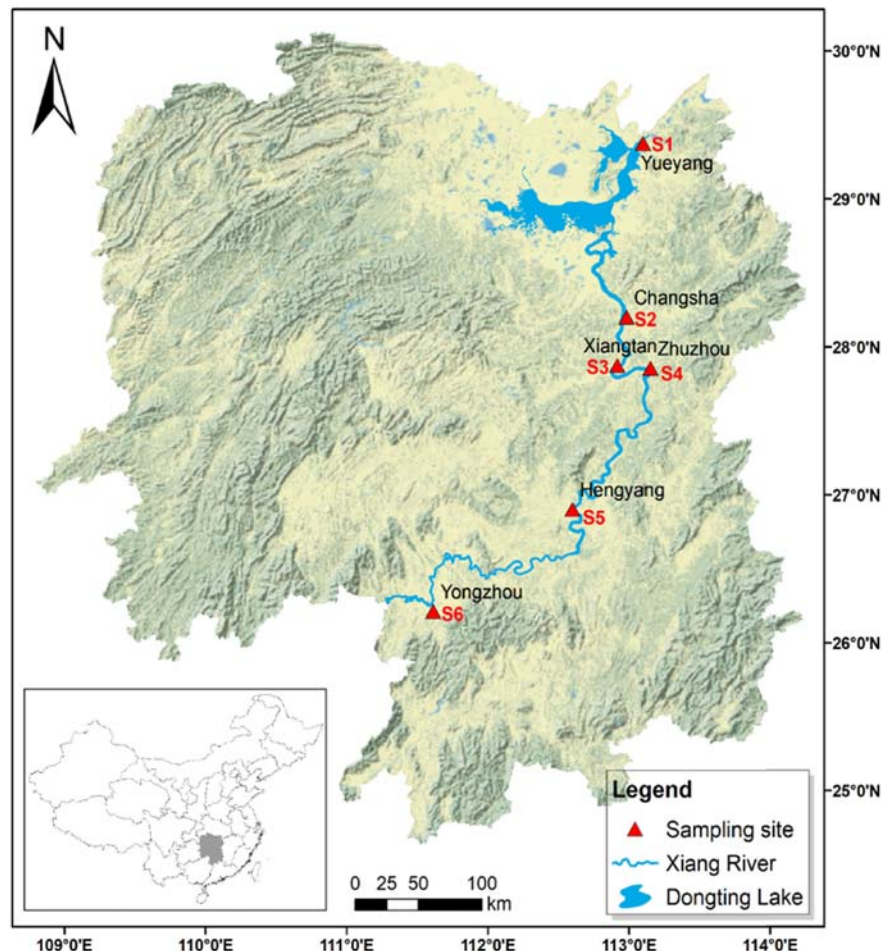 N
30°0'N
S1
Yueyang
29°0'N
Changsha
S2
Xiangtan Zhuzhou
28°0'N
S3
S4
Hengyang
27°0'N
S5
Yongzhou
S6
26°0'N
25°0'N
Legend
Sampling site
Xiang River
Dongting Lake
0 25 50 100
km
109°0'E 110°0'E 111°0'E 112°0'E 113°0'E 114°0'E